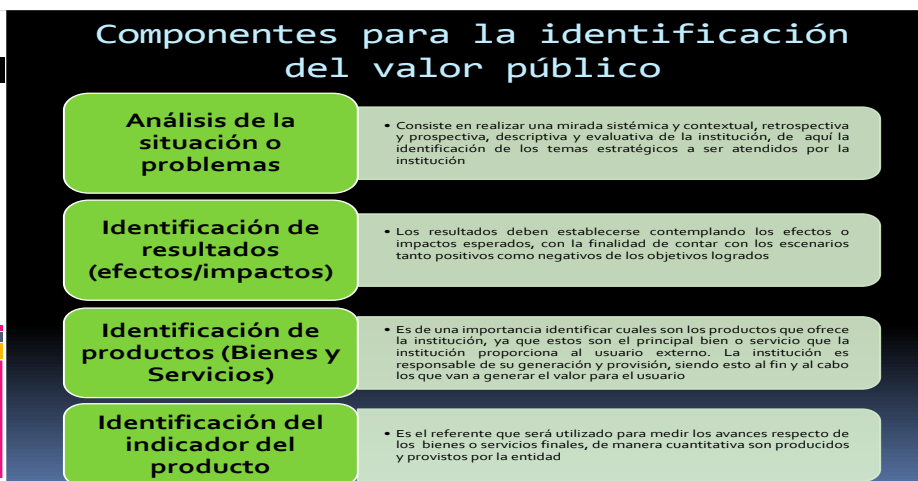 Componentes para la identificación
del valor público
Análisis de la
situación o
problemas
• Consiste en realizar una mirada sistémica y contextual, retrospectiva
y prospectiva, descriptiva y evaluativa de la institución, de aquí la
identificación de los temas estratégicos a ser atendidos por la
institución
Identificación de
resultados
(efectos/impactos)
• Los resultados deben establecerse contemplando los efectos o
impactos esperados, con la finalidad de contar con los escenarios
tanto positivos como negativos de los objetivos logrados
Identificación de
productos (Bienes y
Servicios)
• Es de una importancia identificar cuales son los productos que ofrece
la institución, ya que estos son el principal bien o servicio que la
institución proporciona al usuario externo. La institución es
responsable de su generación y provisión, siendo esto al fin y al cabo
los que van a generar el valor para el usuario
Identificación del
indicador del
producto
• Es el referente que será utilizado para medir los avances respecto de
los bienes o servicios finales, de manera cuantitativa son producidos
y provistos por la entidad